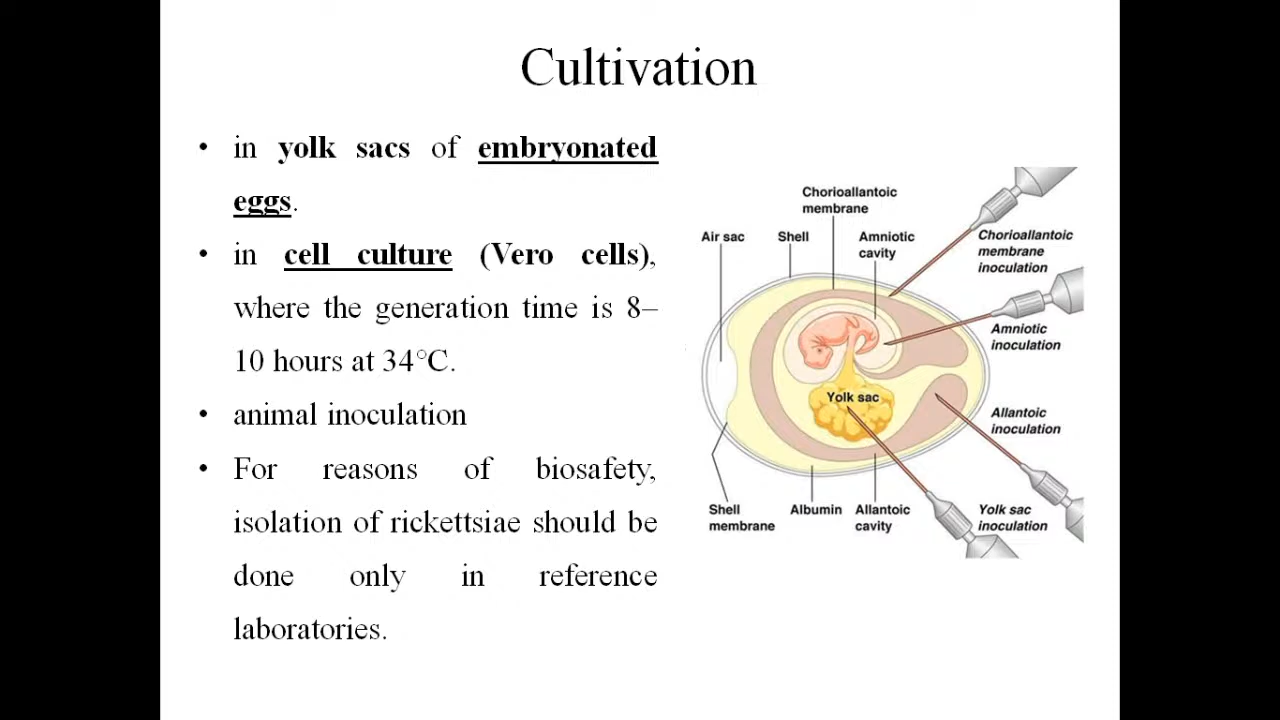 Cultivation
• in yolk sacs of embryonated
eggs.
• in cell culture (Vero cells),
where the generation time is 8–
10 hours at 34°C.
• animal inoculation
• For reasons of biosafety,
isolation of rickettsiae should be
done only in reference
laboratories.
Chorioallantoic
membrane
Air sac
Shell
Amniotic
cavity
Chorioallantoic
membrane
inoculation
Amniotic
inoculation
Yolk sac
Allantoic
inoculation
Shell
membrane
Albumin
Allantoic
cavity
Yolk sac
inoculation